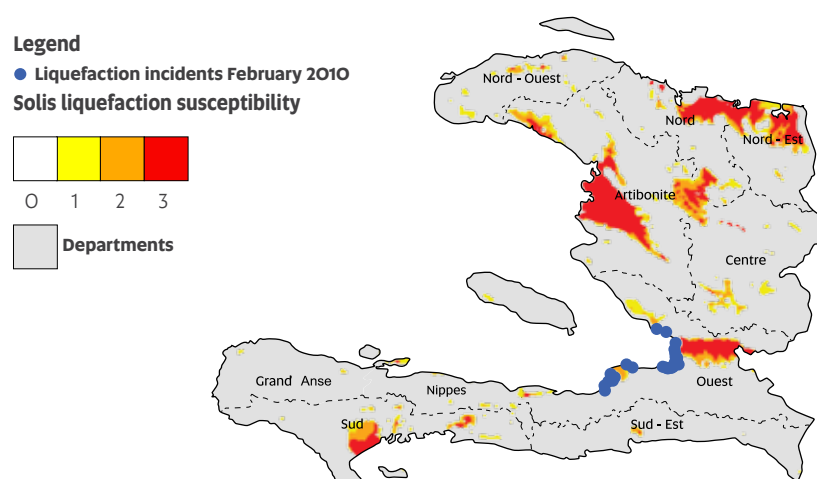 Legend
Liquefaction incidents February 2010
Solis liquefaction susceptibility
0 1 2 3
Departments
Nord - Ouest
Nord
Nord - Est
Artibonite
Centre
Ouest
Grand Anse
Nippes
Sud
Sud - Est